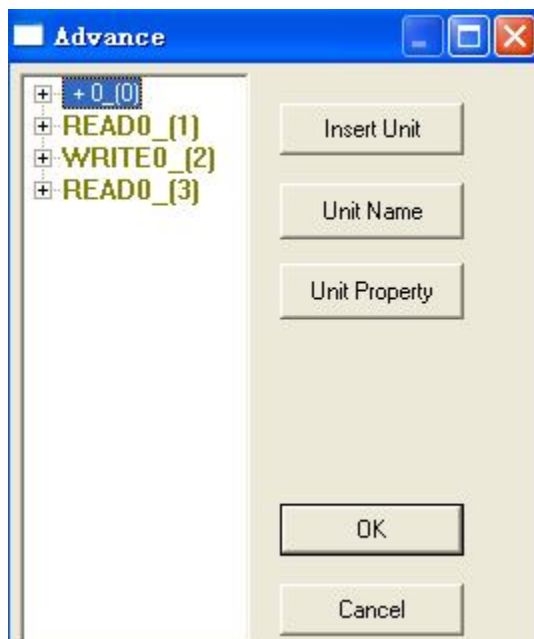 Advance
+ 0_(0)
READ0_(1)
WRITE0_(2)
READ0_(3)
Insert Unit
Unit Name
Unit Property
OK
Cancel